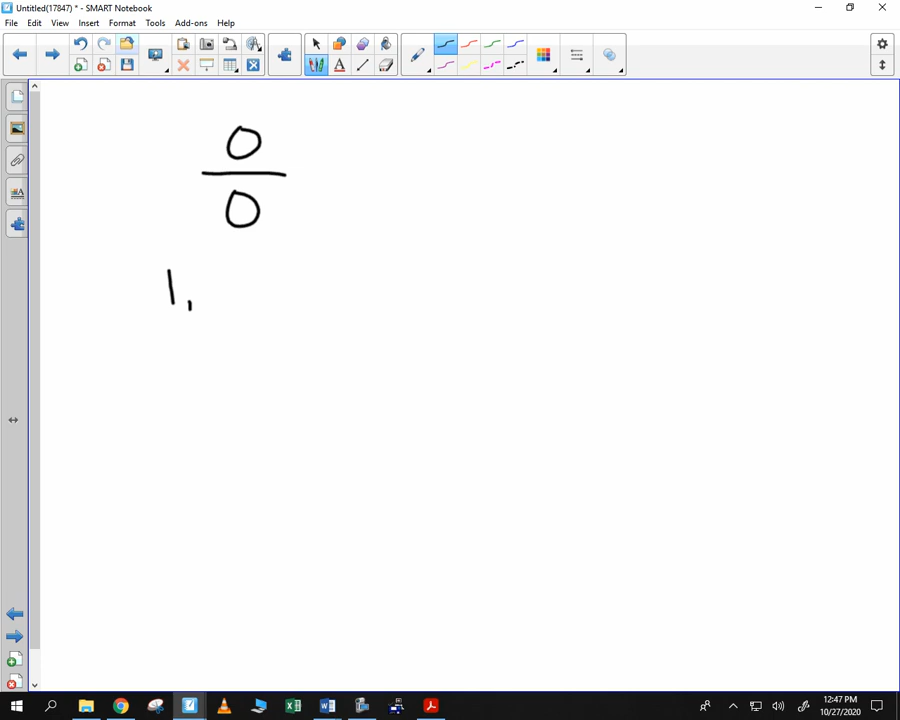 Untitled(17847) * - SMART Notebook
File Edit View Insert Format Tools Add-ons Help
0
0
1,
12:47 PM
10/27/2020